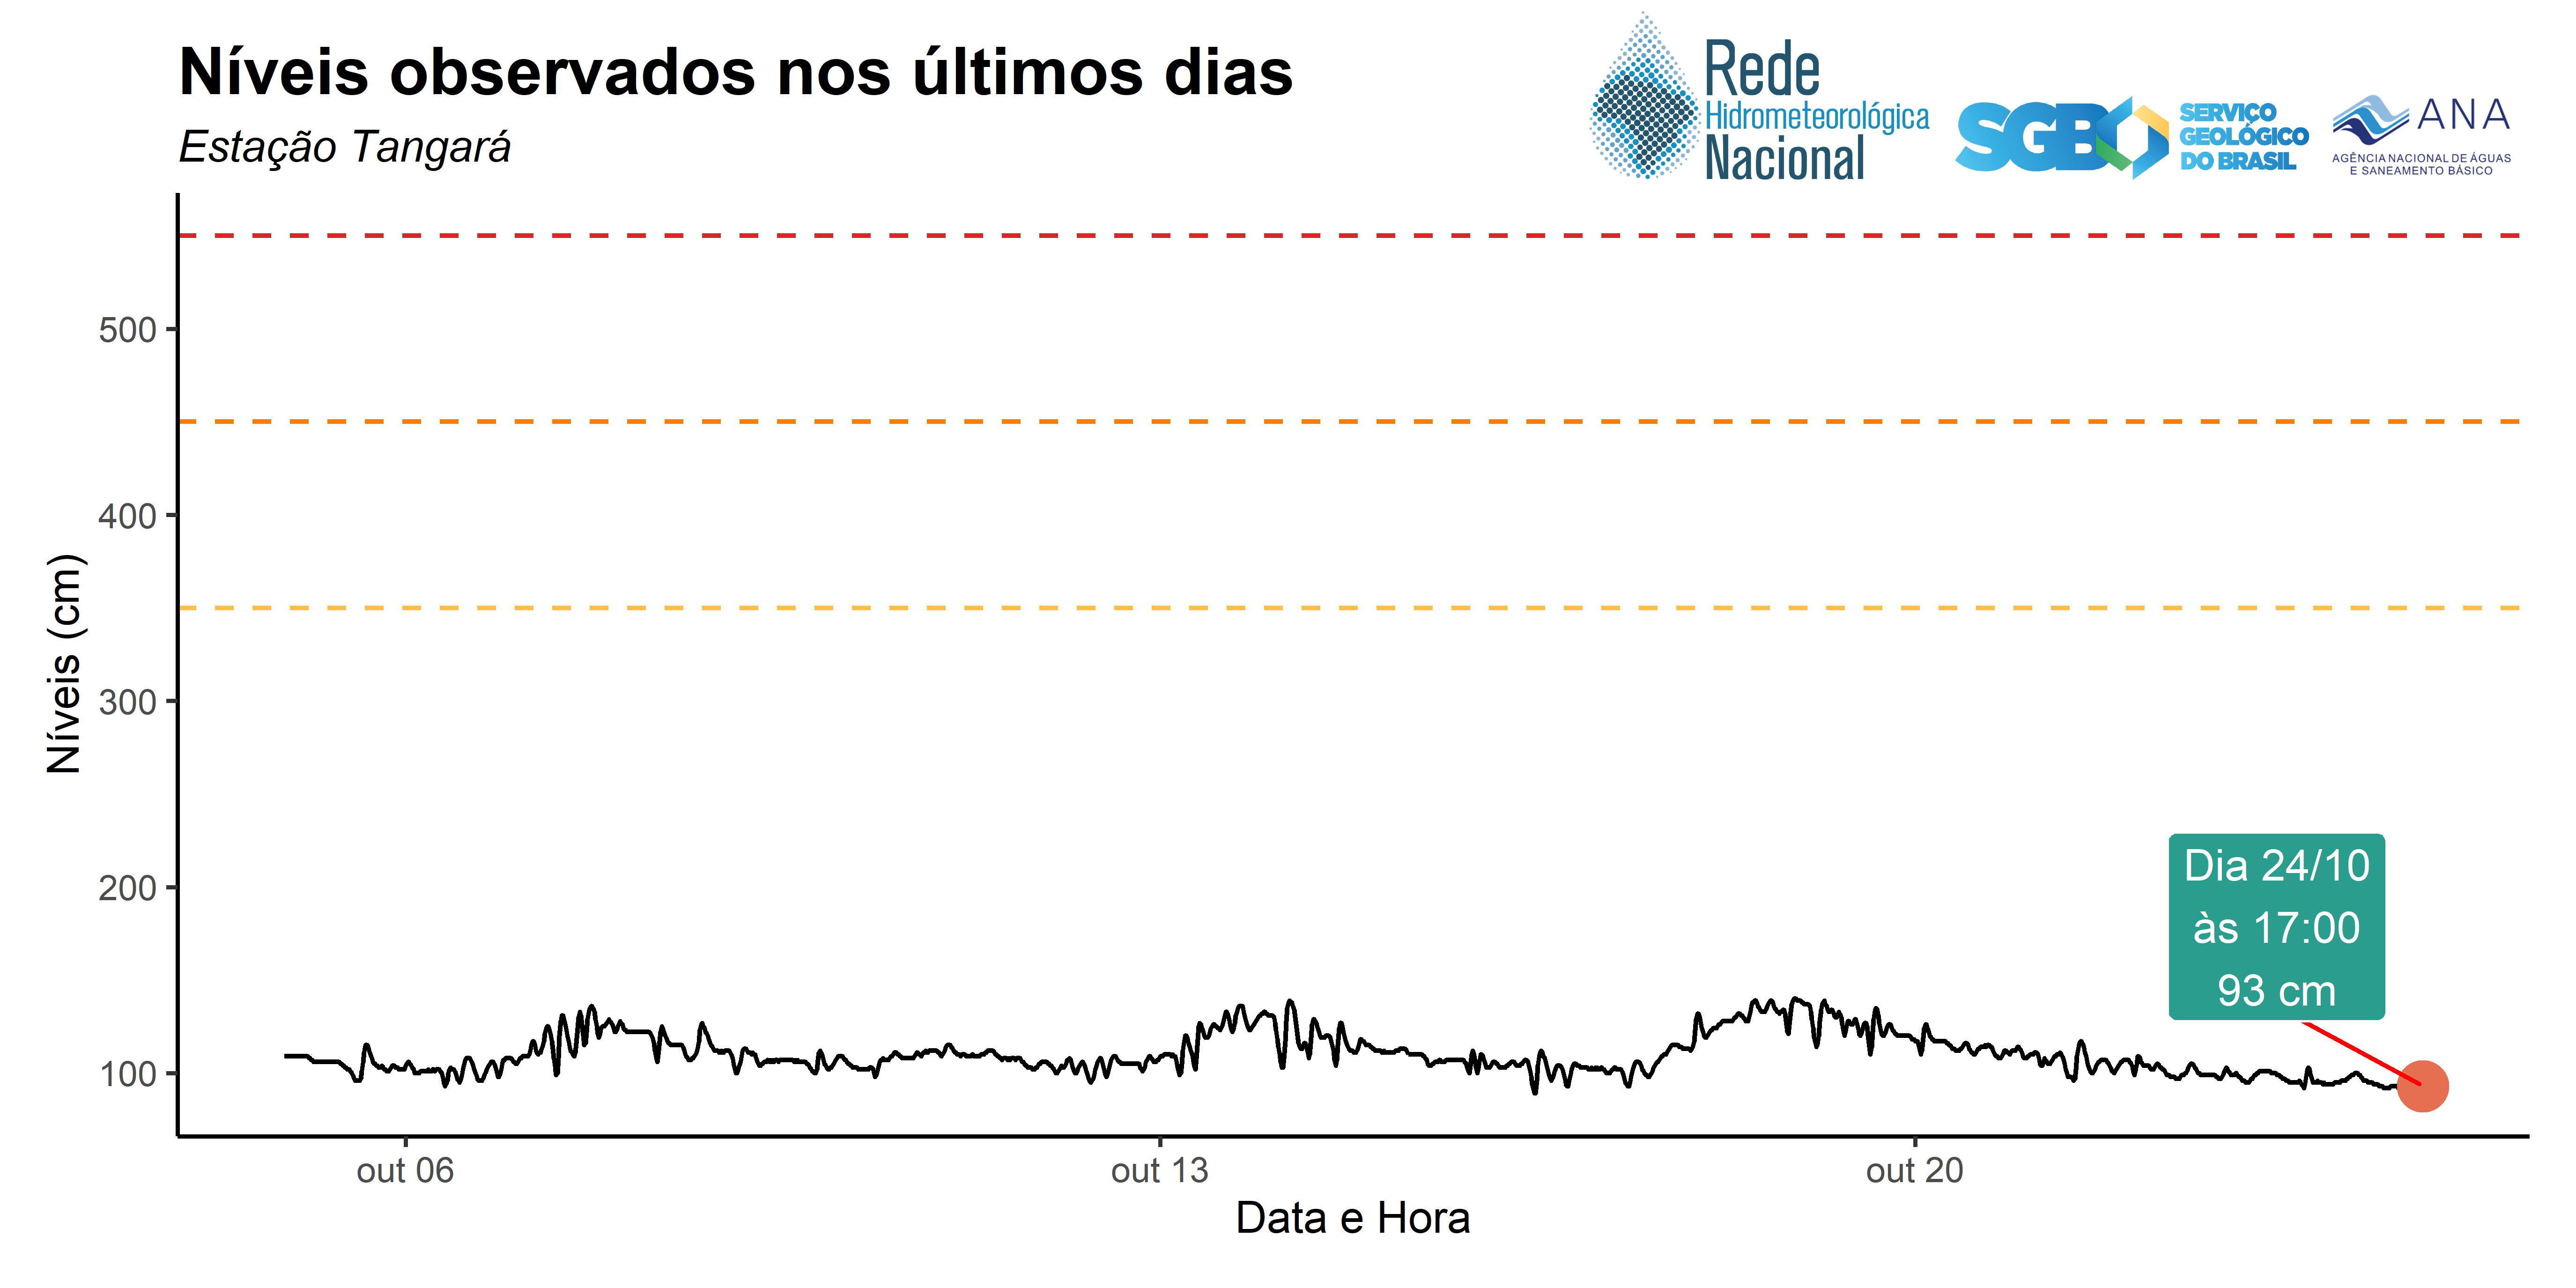 Níveis observados nos últimos dias
Estação Tangará
Rede
Hidrometeorológica
Nacional
SGB
SERVIÇO
GEOLÓGICO
DO BRASIL
ANA
AGÊNCIA NACIONAL DE ÁGUAS
E SANEAMENTO BÁSICO
Níveis (cm)
500
400
300
200
100
Dia 24/10
às 17:00
93 cm
out 06
out 13
out 20
Data e Hora